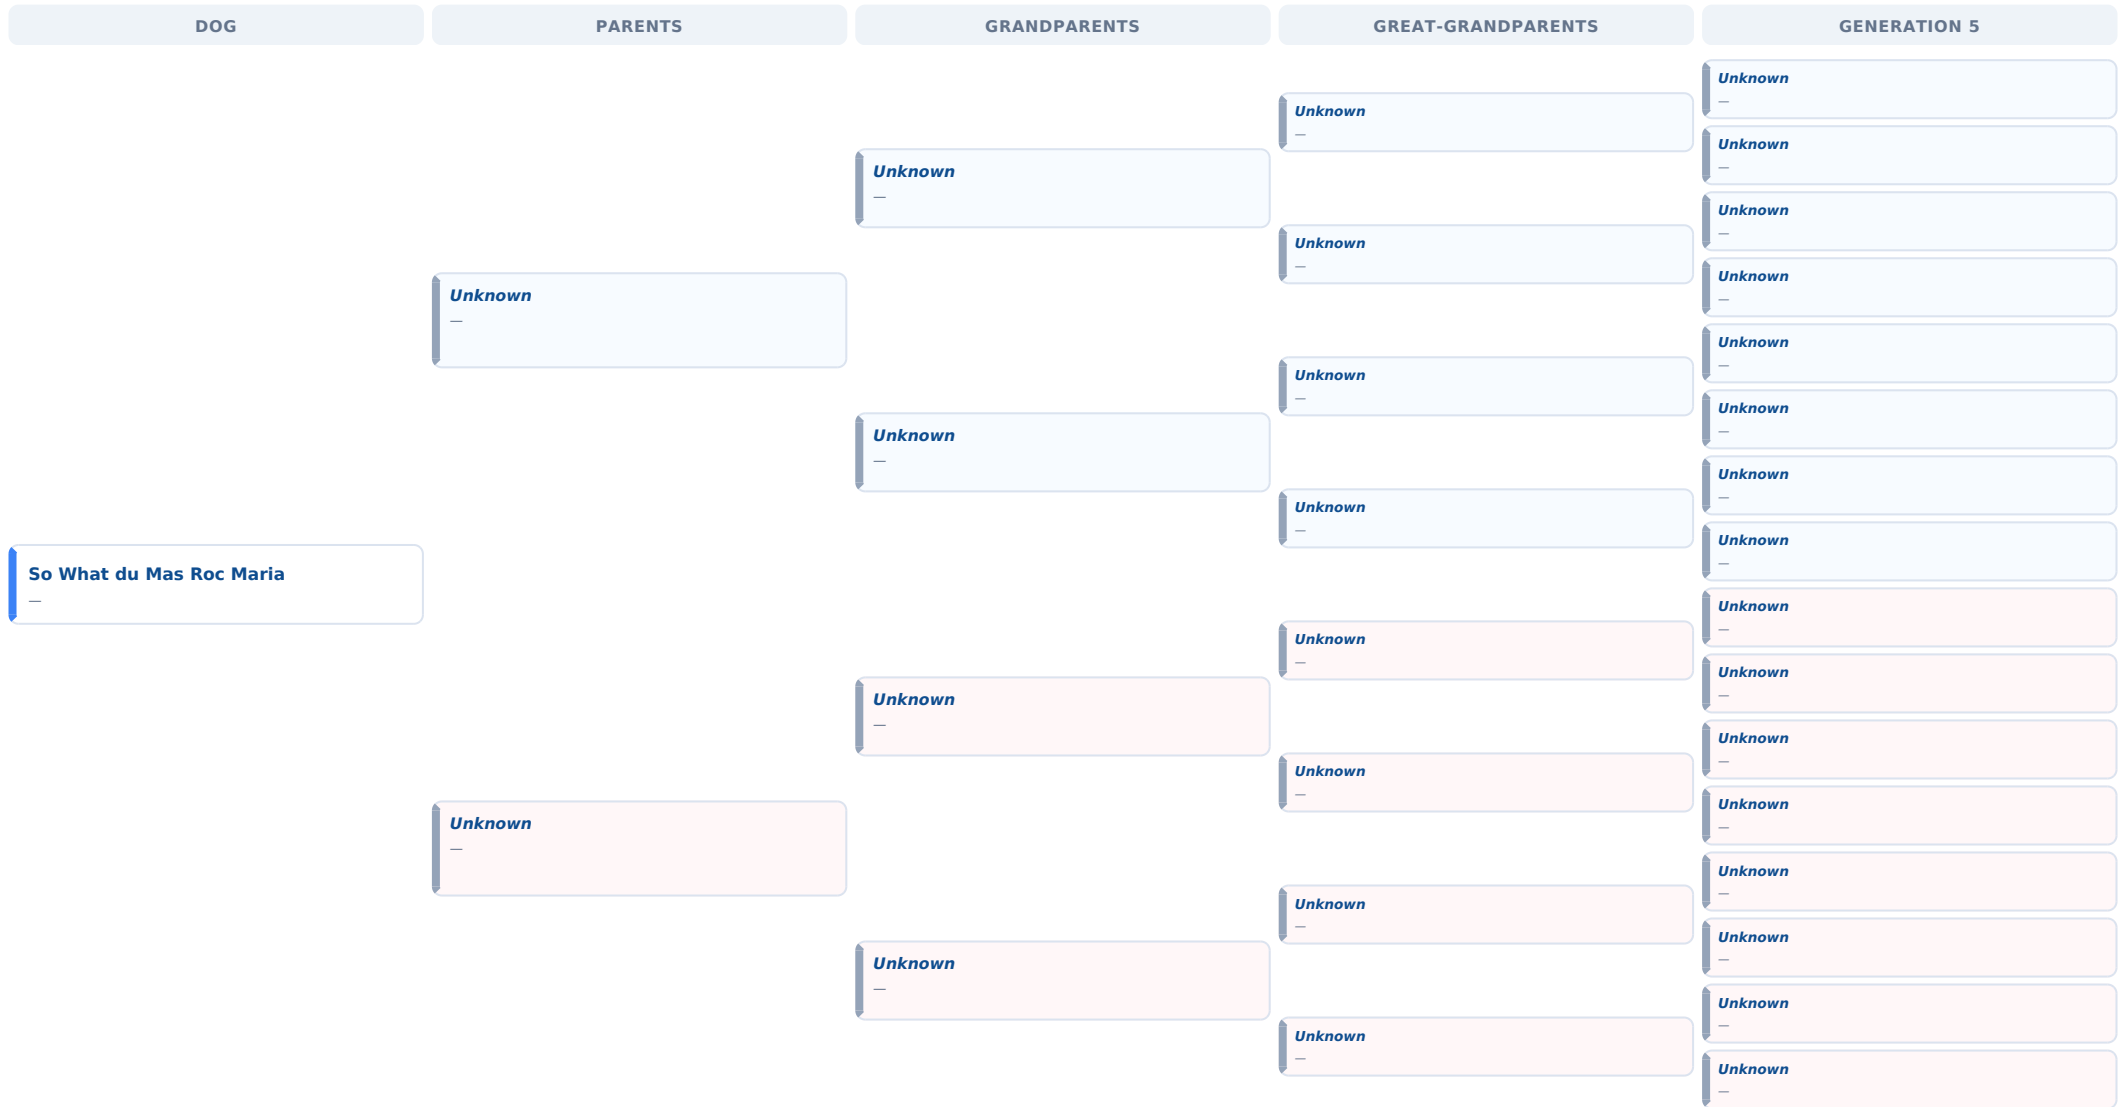 DOG
PARENTS
GRANDPARENTS
GREAT-GRANDPARENTS
GENERATION 5
So What du Mas Roc Maria
—
Unknown
—
Unknown
—
Unknown
—
Unknown
—
Unknown
—
Unknown
—
Unknown
—
Unknown
—
Unknown
—
Unknown
—
Unknown
—
Unknown
—
Unknown
—
Unknown
—
Unknown
—
Unknown
—
Unknown
—
Unknown
—
Unknown
—
Unknown
—
Unknown
—
Unknown
—
Unknown
—
Unknown
—
Unknown
—
Unknown
—
Unknown
—
Unknown
—
Unknown
—
Unknown
—